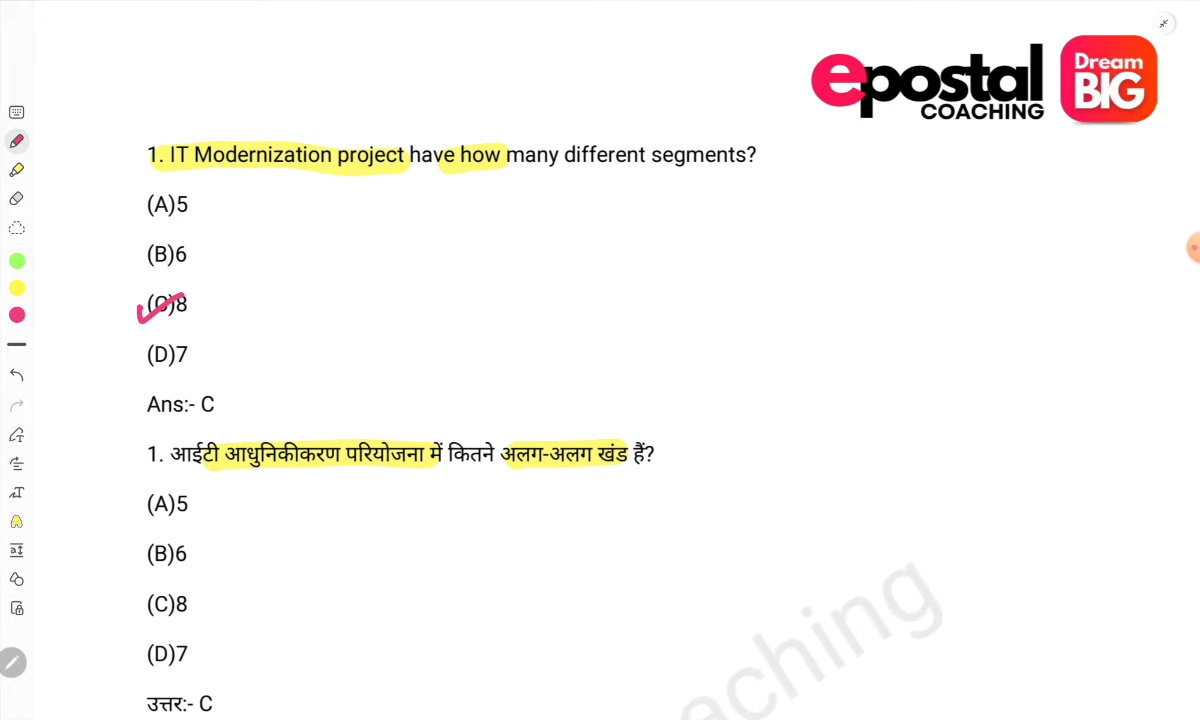 epostal
COACHING
Dream
BIG
1. IT Modernization project have how many different segments?
(A)5
(B)6
(C)8
(D)7
Ans:- C
1. आईटी आधुनिकीकरण परियोजना में कितने अलग-अलग खंड हैं?
(A)5
(B)6
(C)8
(D)7
उत्तर:- C
aching